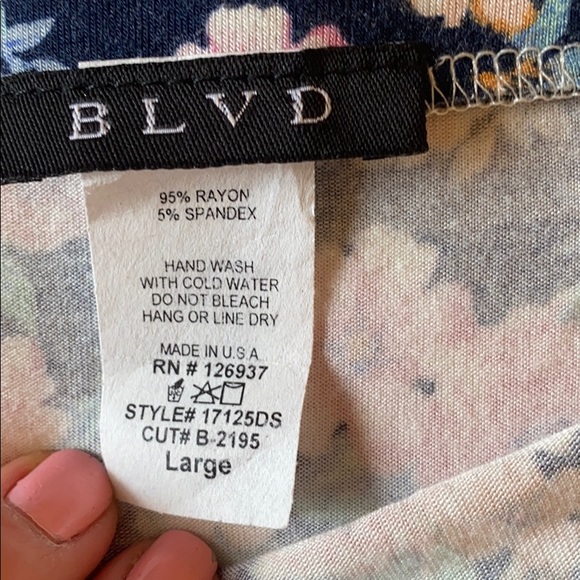 BLVD
95% RAYON
5% SPANDEX
HAND WASH
WITH COLD WATER
DO NOT BLEACH
HANG OR LINE DRY
MADE IN U.S.A
RN # 126937
STYLE# 17125DS
CUT# B-2195
Large